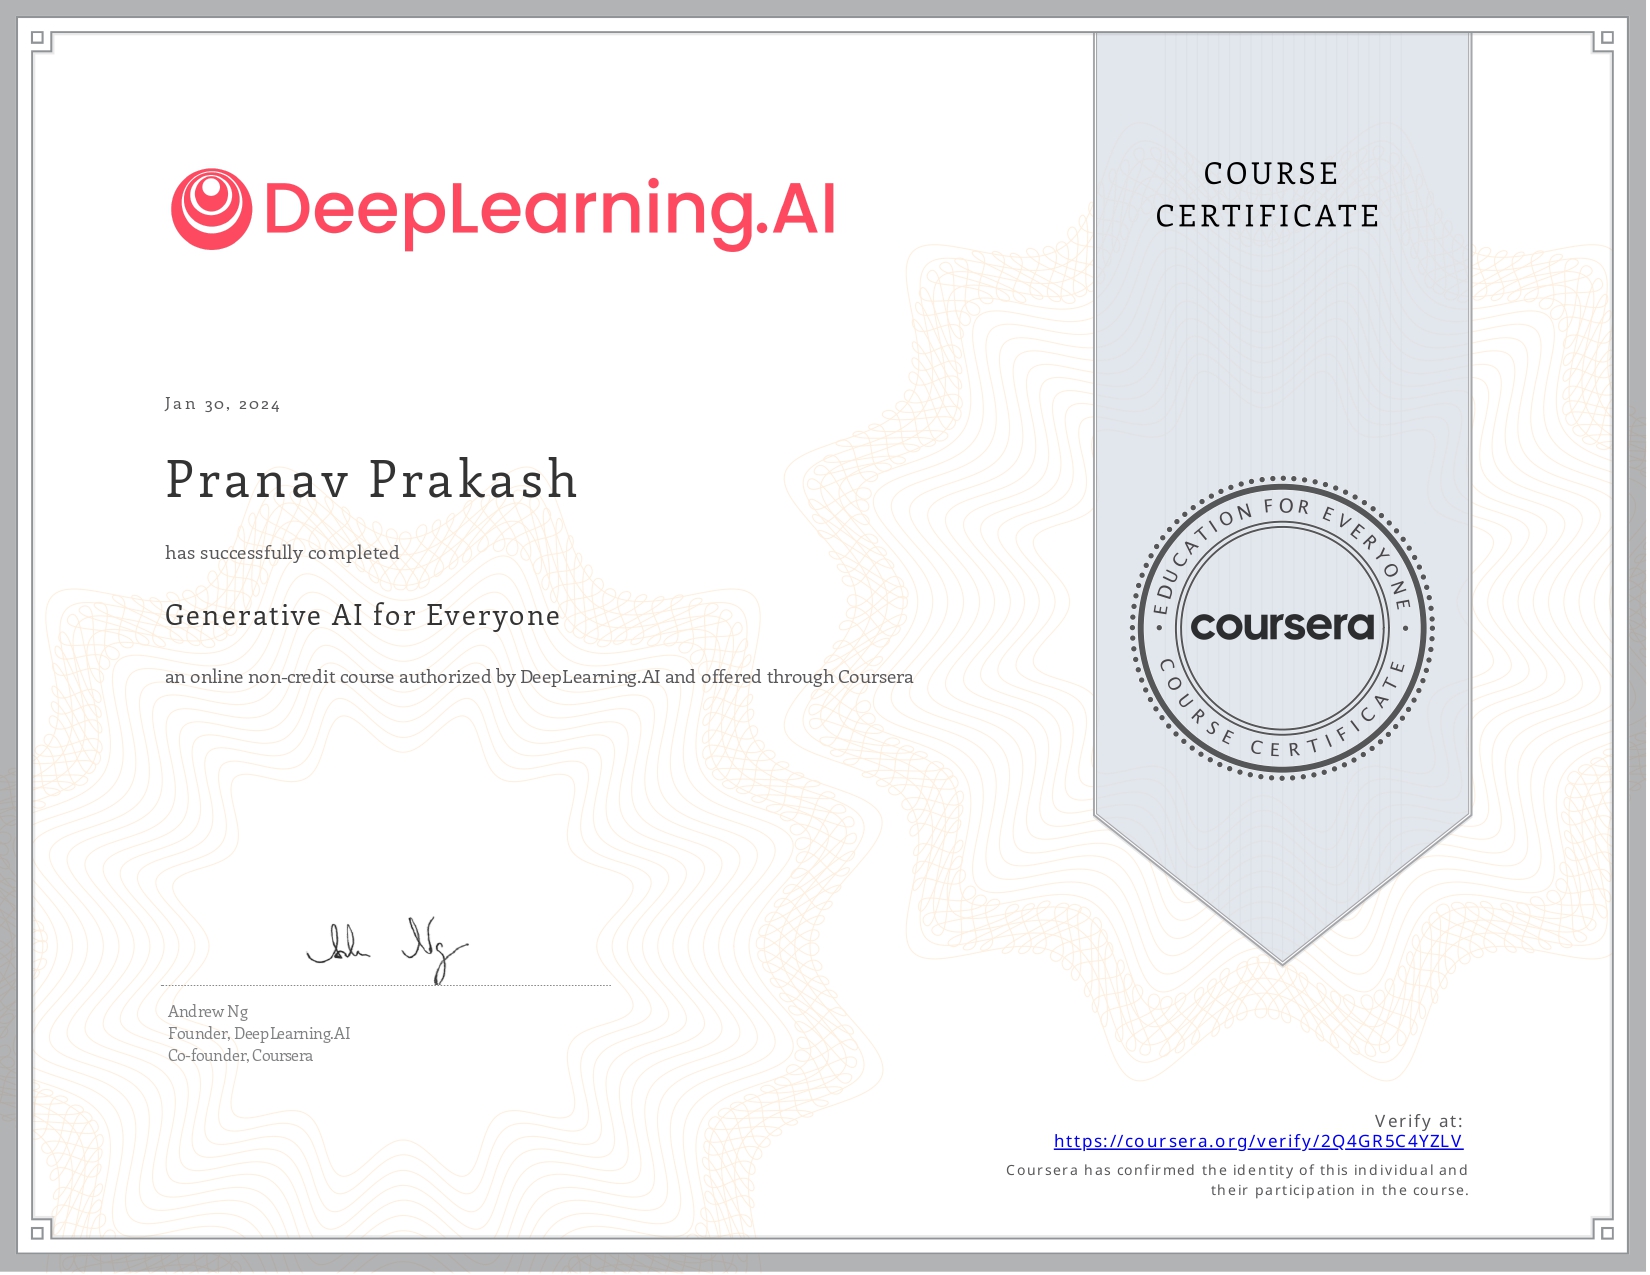 DeepLearning.AI
COURSE
CERTIFICATE
Jan 30, 2024
Pranav Prakash
has successfully completed
Generative AI for Everyone
an online non-credit course authorized by DeepLearning.AI and offered through Coursera
EDUCATION FOR EVERYONE
coursera
COURSE CERTIFICATE
Andrew Ng
Founder, DeepLearning.AI
Co-founder, Coursera
Verify at:
https://coursera.org/verify/2Q4GR5C4YZLV
Coursera has confirmed the identity of this individual and
their participation in the course.